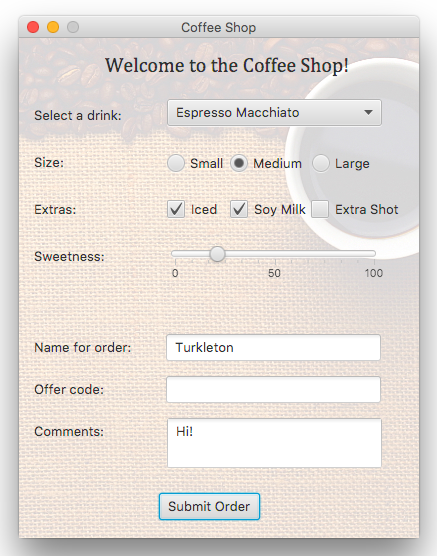 Coffee Shop
Welcome to the Coffee Shop!
Select a drink: Espresso Macchiato
Size: Small Medium Large
Extras: Iced Soy Milk Extra Shot
Sweetness:
0 50 100
Name for order: Turkleton
Offer code:
Comments: Hi!
Submit Order